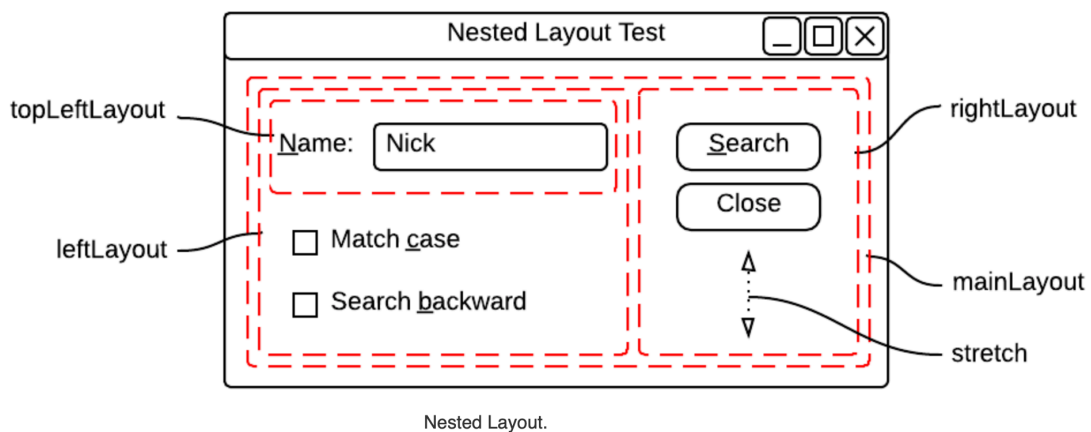 Nested Layout Test
topLeftLayout
rightLayout
Name:
Nick
Search
Close
leftLayout
Match case
Search backward
mainLayout
stretch
Nested Layout.